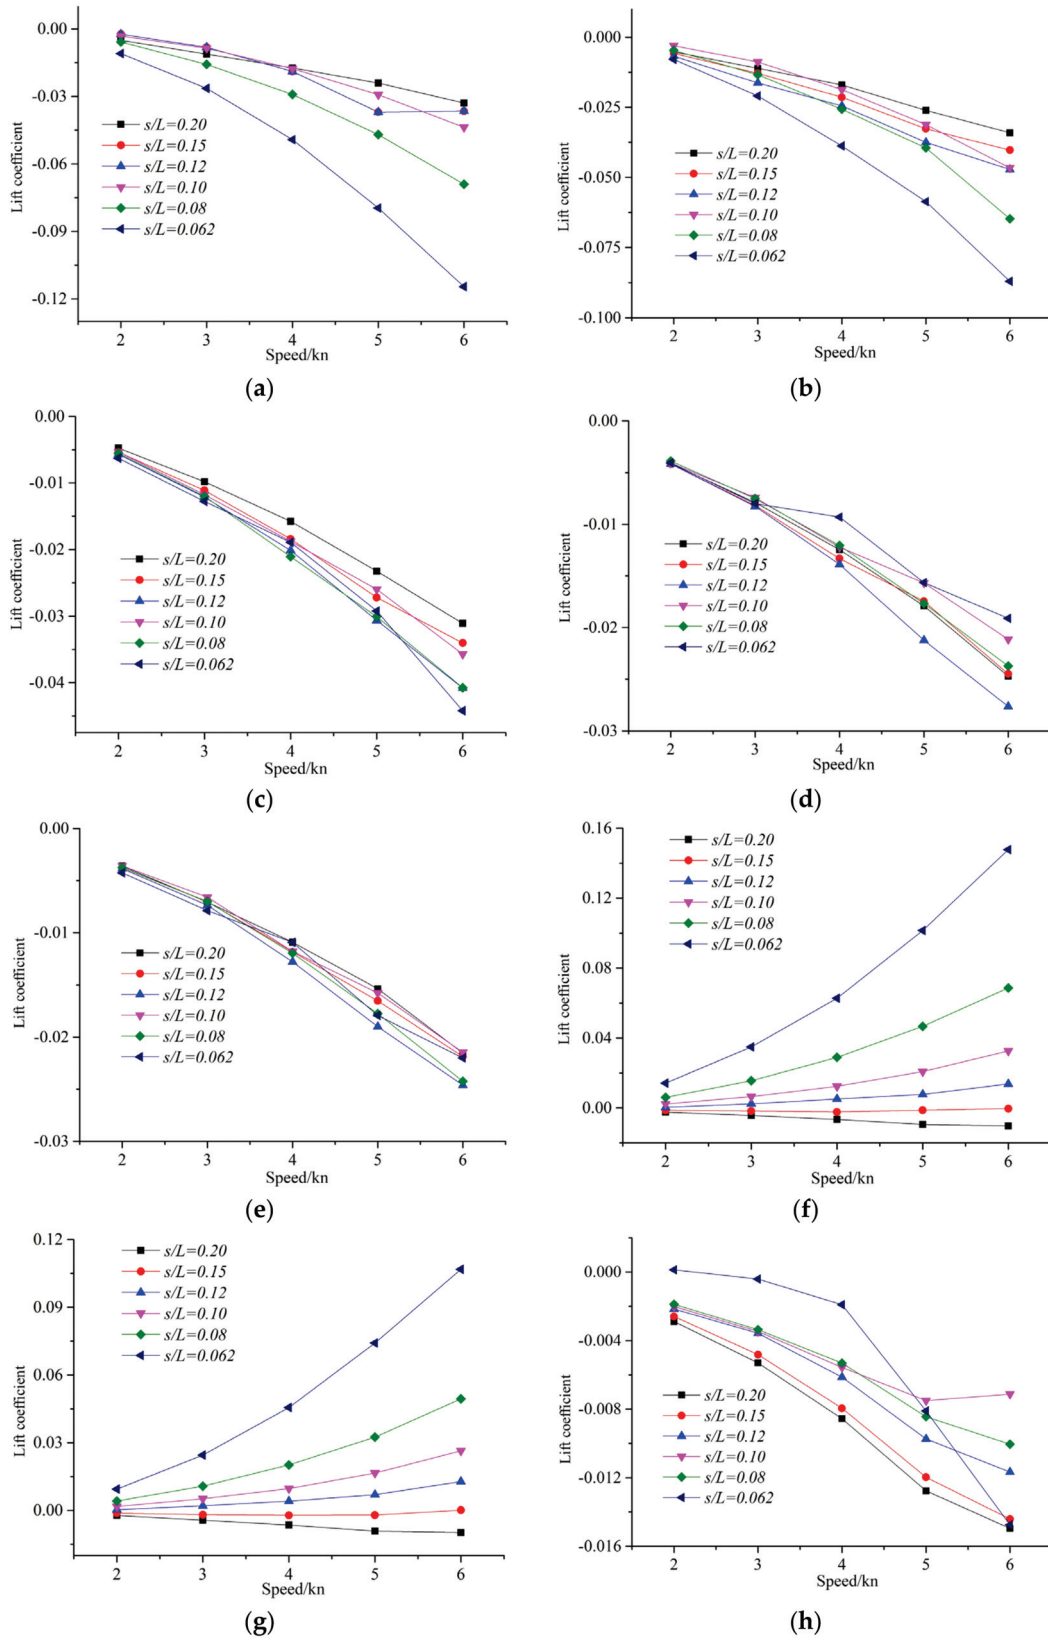 0.00
-0.03
-0.06
-0.09
-0.12
Lift coefficient
s/L=0.20
s/L=0.15
s/L=0.12
s/L=0.10
s/L=0.08
s/L=0.062
2 3 4 5 6
Speed/kn
(a)
0.000
-0.025
-0.050
-0.075
-0.100
Lift coefficient
s/L=0.20
s/L=0.15
s/L=0.12
s/L=0.10
s/L=0.08
s/L=0.062
2 3 4 5 6
Speed/kn
(b)
0.00
-0.01
-0.02
-0.03
-0.04
Lift coefficient
s/L=0.20
s/L=0.15
s/L=0.12
s/L=0.10
s/L=0.08
s/L=0.062
2 3 4 5 6
Speed/kn
(c)
0.00
-0.01
-0.02
-0.03
Lift coefficient
s/L=0.20
s/L=0.15
s/L=0.12
s/L=0.10
s/L=0.08
s/L=0.062
2 3 4 5 6
Speed/kn
(d)
0.00
-0.01
-0.02
-0.03
Lift coefficient
s/L=0.20
s/L=0.15
s/L=0.12
s/L=0.10
s/L=0.08
s/L=0.062
2 3 4 5 6
Speed/kn
(e)
0.16
0.12
0.08
0.04
0.00
Lift coefficient
s/L=0.20
s/L=0.15
s/L=0.12
s/L=0.10
s/L=0.08
s/L=0.062
2 3 4 5 6
Speed/kn
(f)
0.12
0.09
0.06
0.03
0.00
Lift coefficient
s/L=0.20
s/L=0.15
s/L=0.12
s/L=0.10
s/L=0.08
s/L=0.062
2 3 4 5 6
Speed/kn
(g)
0.000
-0.004
-0.008
-0.012
-0.016
Lift coefficient
s/L=0.20
s/L=0.15
s/L=0.12
s/L=0.10
s/L=0.08
s/L=0.062
2 3 4 5 6
Speed/kn
(h)